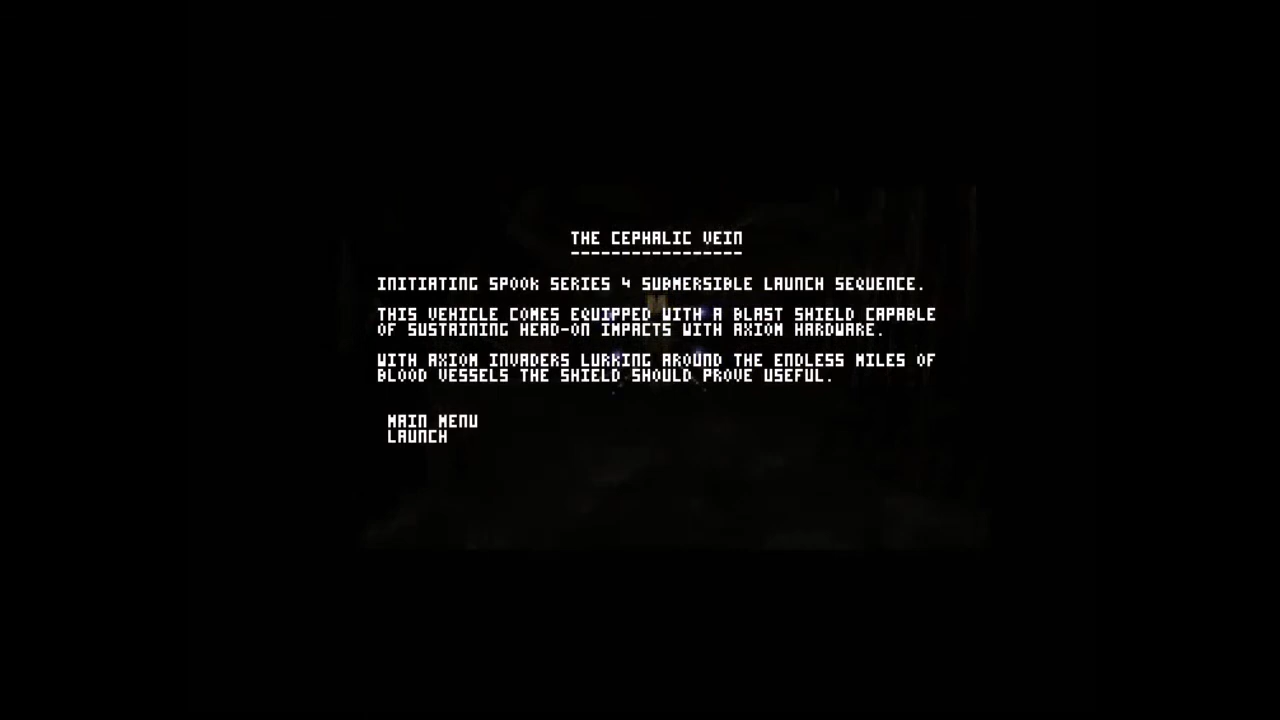 THE CEPHALIC VEIN
-----------------
INITIATING SPOOK SERIES 4 SUBMERSIBLE LAUNCH SEQUENCE.
THIS VEHICLE COMES EQUIPPED WITH A BLAST SHIELD CAPABLE
OF SUSTAINING HEAD-ON IMPACTS WITH AXIOM HARDWARE.
WITH AXIOM INVADERS LURKING AROUND THE ENDLESS MILES OF
BLOOD VESSELS THE SHIELD SHOULD PROVE USEFUL.
MAIN MENU
LAUNCH